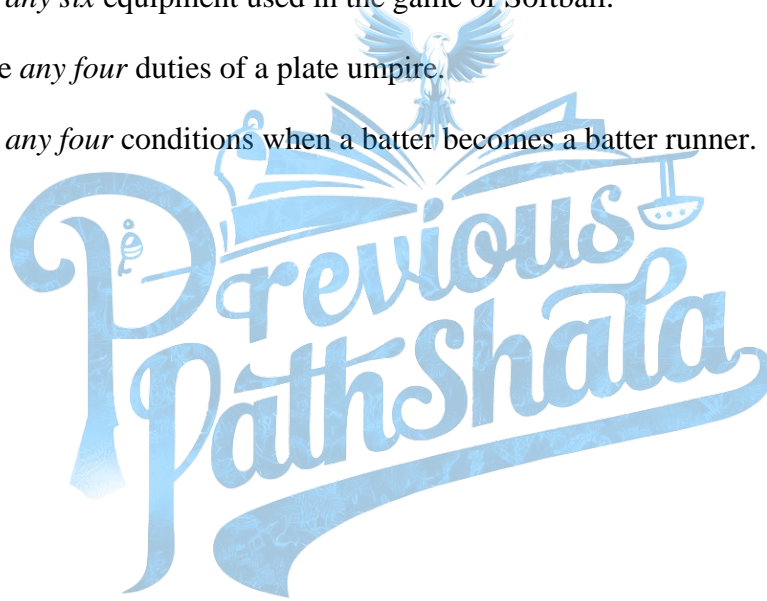 any six equipment used in the game of Softball.
e any four duties of a plate umpire.
any four conditions when a batter becomes a batter runner.
Previous
Pathshala